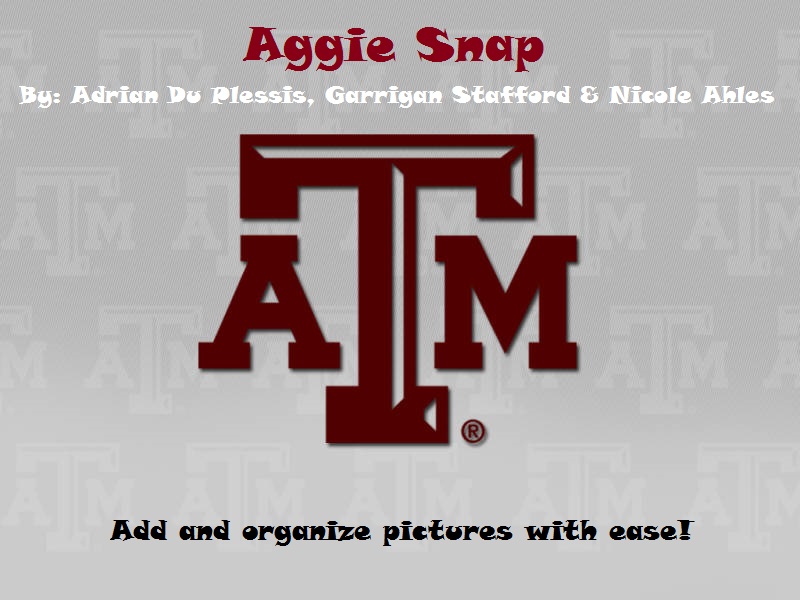 Aggie Snap
By: Adrian Du Plessis, Garrigan Stafford & Nicole Ahles
ATM
®
Add and organize pictures with ease!